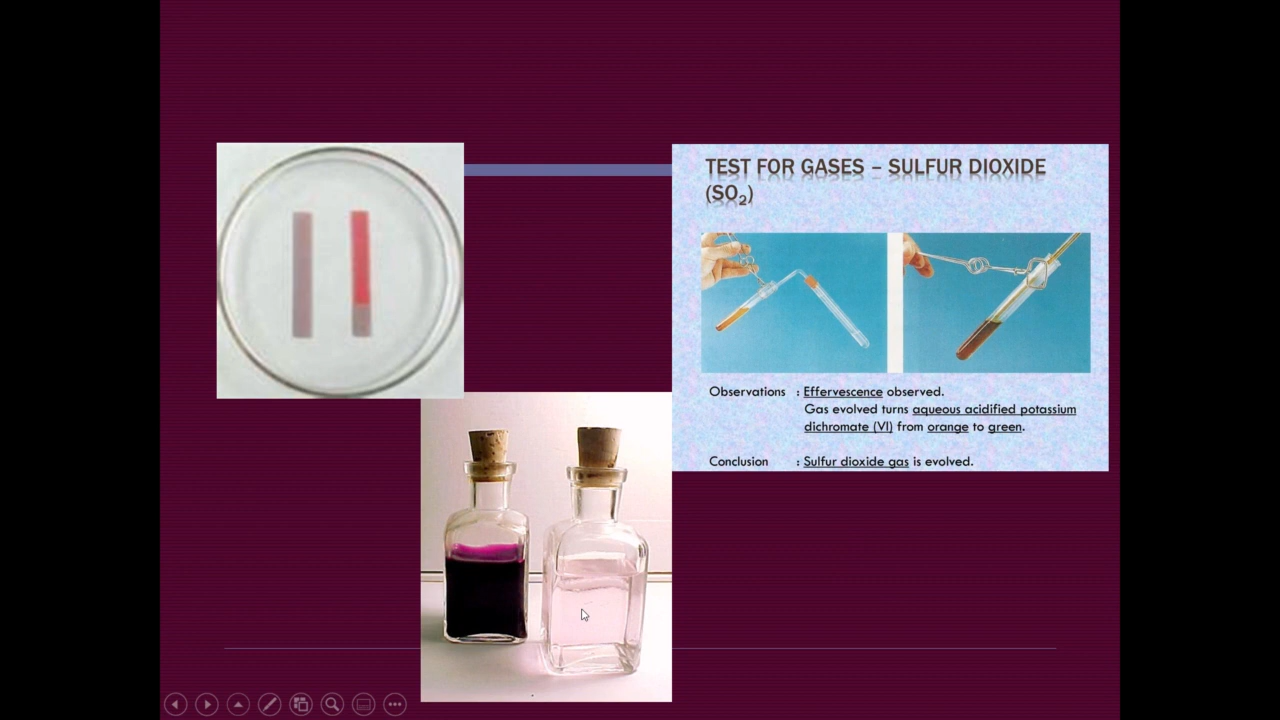 TEST FOR GASES – SULFUR DIOXIDE
(SO₂)
Observations : Effervescence observed.
Gas evolved turns aqueous acidified potassium
dichromate (VI) from orange to green.
Conclusion : Sulfur dioxide gas is evolved.